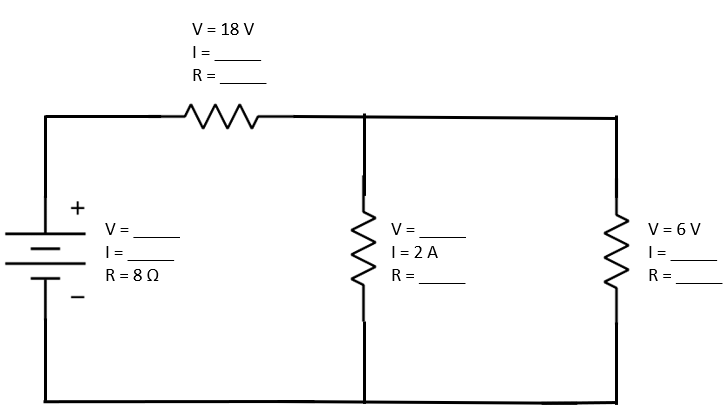 V = 18 V
I = _____
R = _____
+
V = _____
I = _____
R = 8 Ω
−
V = _____
I = 2 A
R = _____
V = 6 V
I = _____
R = _____